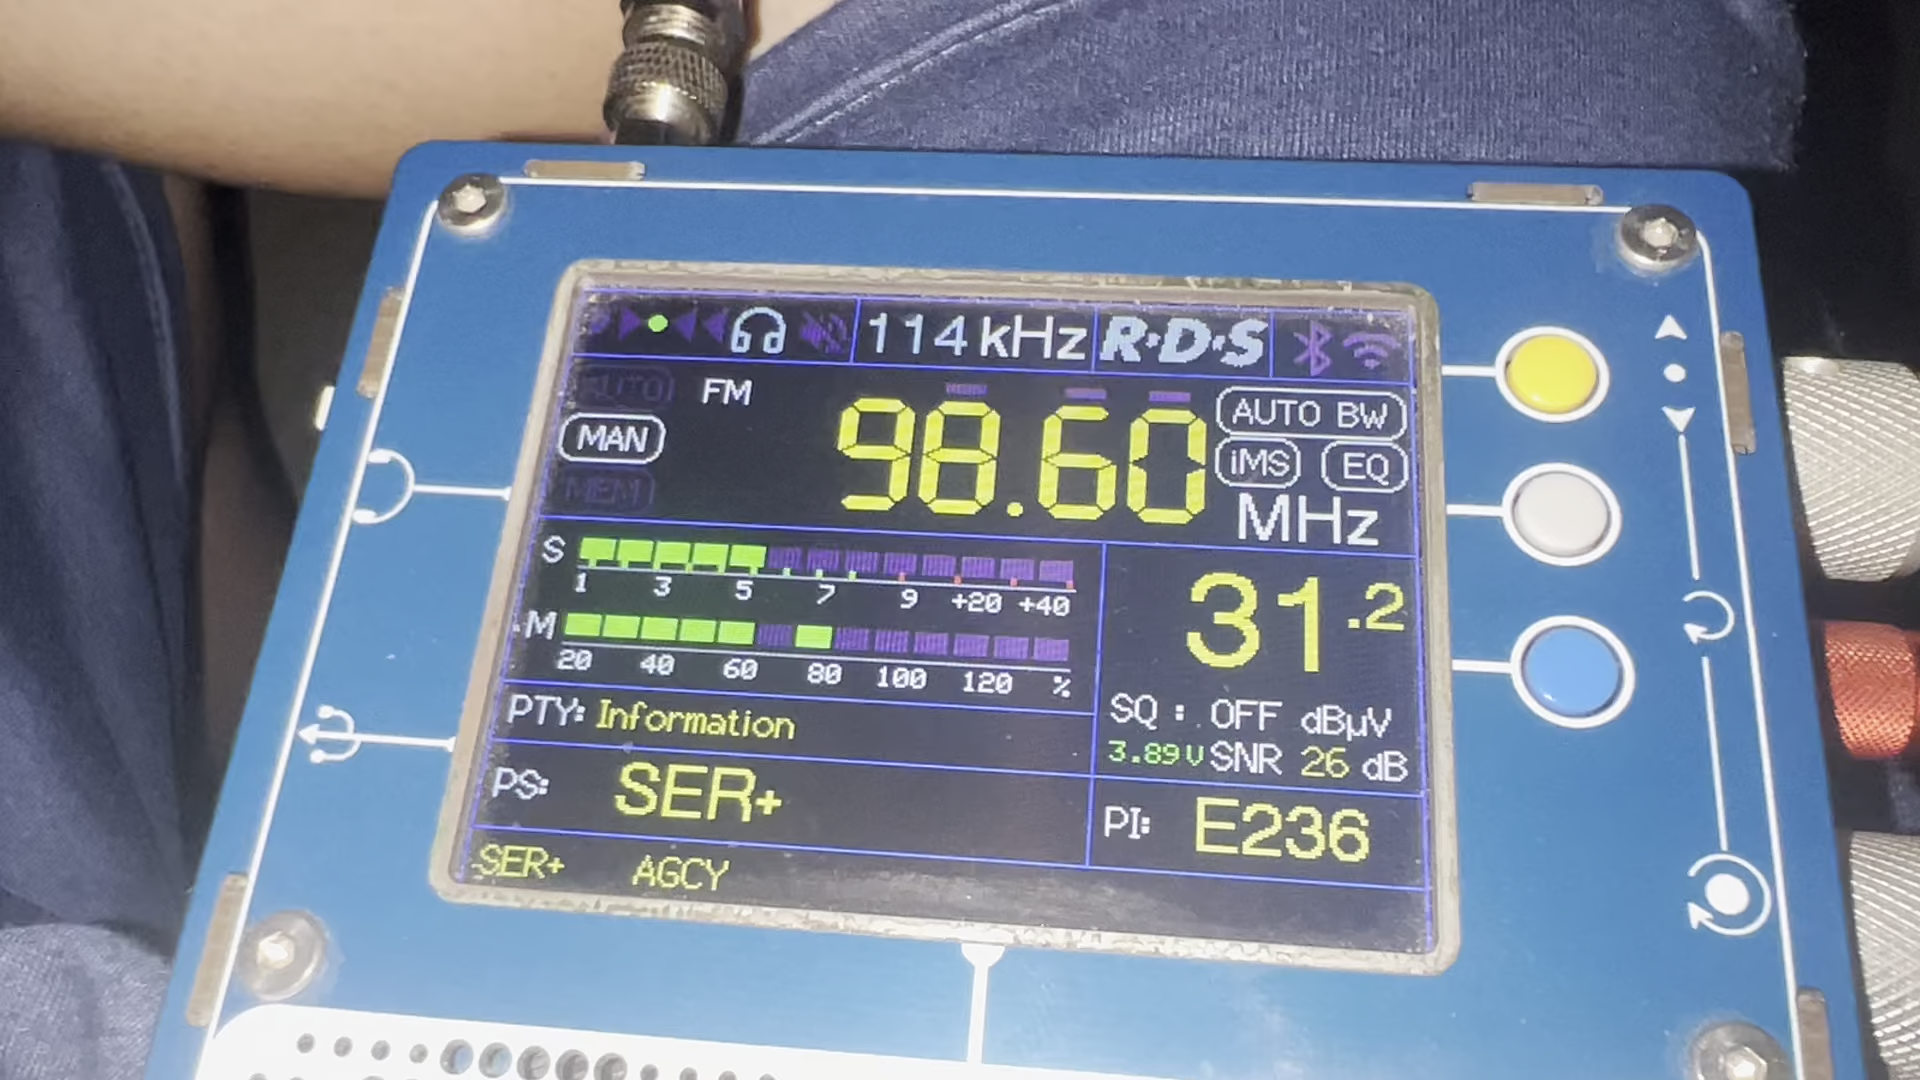 114 kHz R·D·S
AUTO FM
98.60 AUTO BW
MAN iMS EQ
MEM MHz
S
1 3 5 7 9 +20 +40
31.2
M
20 40 60 80 100 120 %
SQ: OFF dBµV
PTY: Information
3.89V SNR 26 dB
PS: SER+
PI: E236
SER+ AGCY